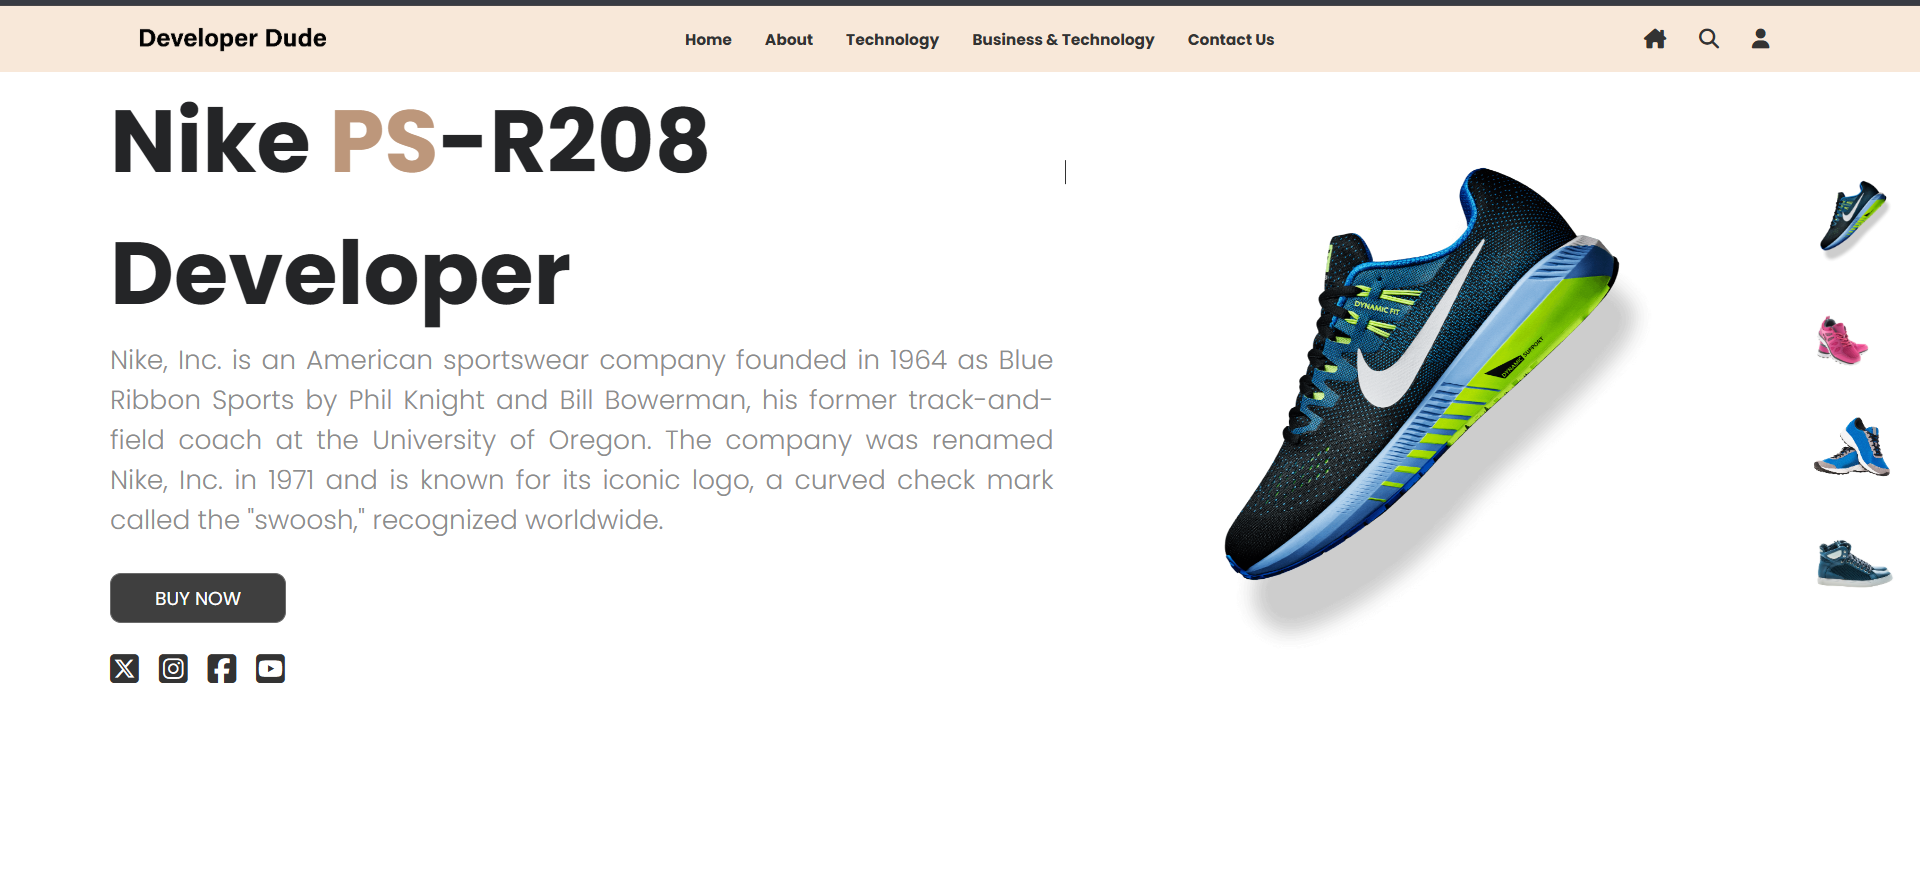 Developer Dude
Home About Technology Business & Technology Contact Us
Nike PS-R208
Developer
Nike, Inc. is an American sportswear company founded in 1964 as Blue
Ribbon Sports by Phil Knight and Bill Bowerman, his former track-and-
field coach at the University of Oregon. The company was renamed
Nike, Inc. in 1971 and is known for its iconic logo, a curved check mark
called the "swoosh," recognized worldwide.
BUY NOW
DYNAMIC FIT
DYNAMIC SUPPORT